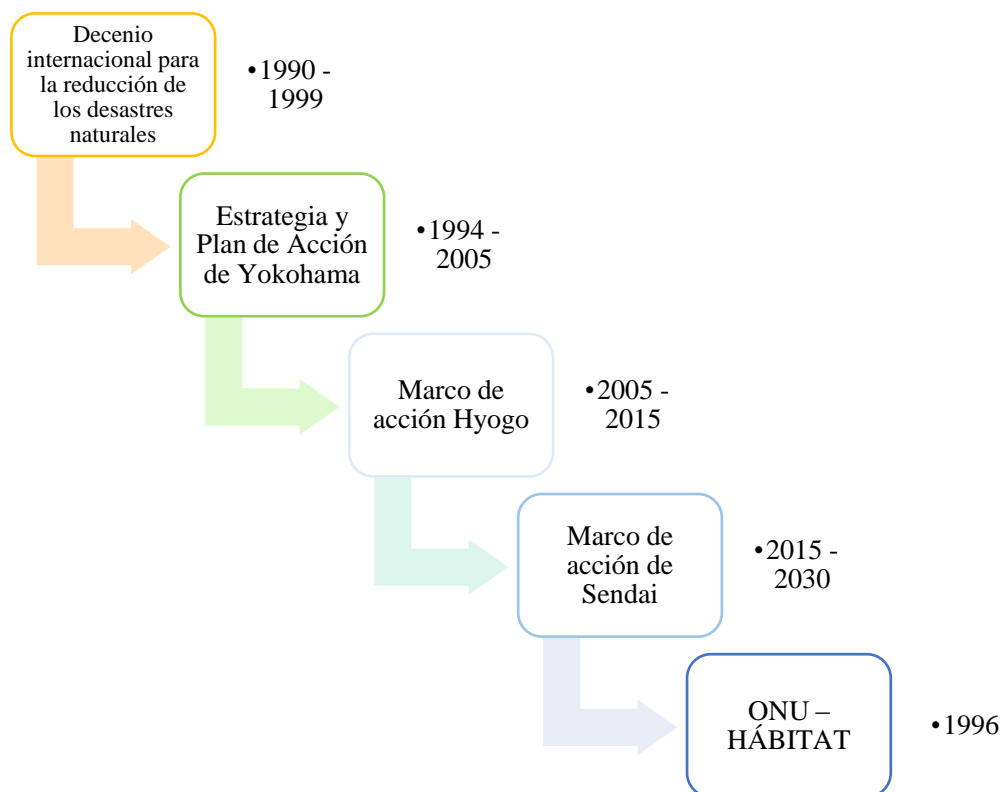 Decenio
internacional para
la reducción de
los desastres
naturales
•1990 -
1999
Estrategia y
Plan de Acción
de Yokohama
•1994 -
2005
Marco de
acción Hyogo
•2005 -
2015
Marco de
acción de
Sendai
•2015 -
2030
ONU –
HÁBITAT
•1996